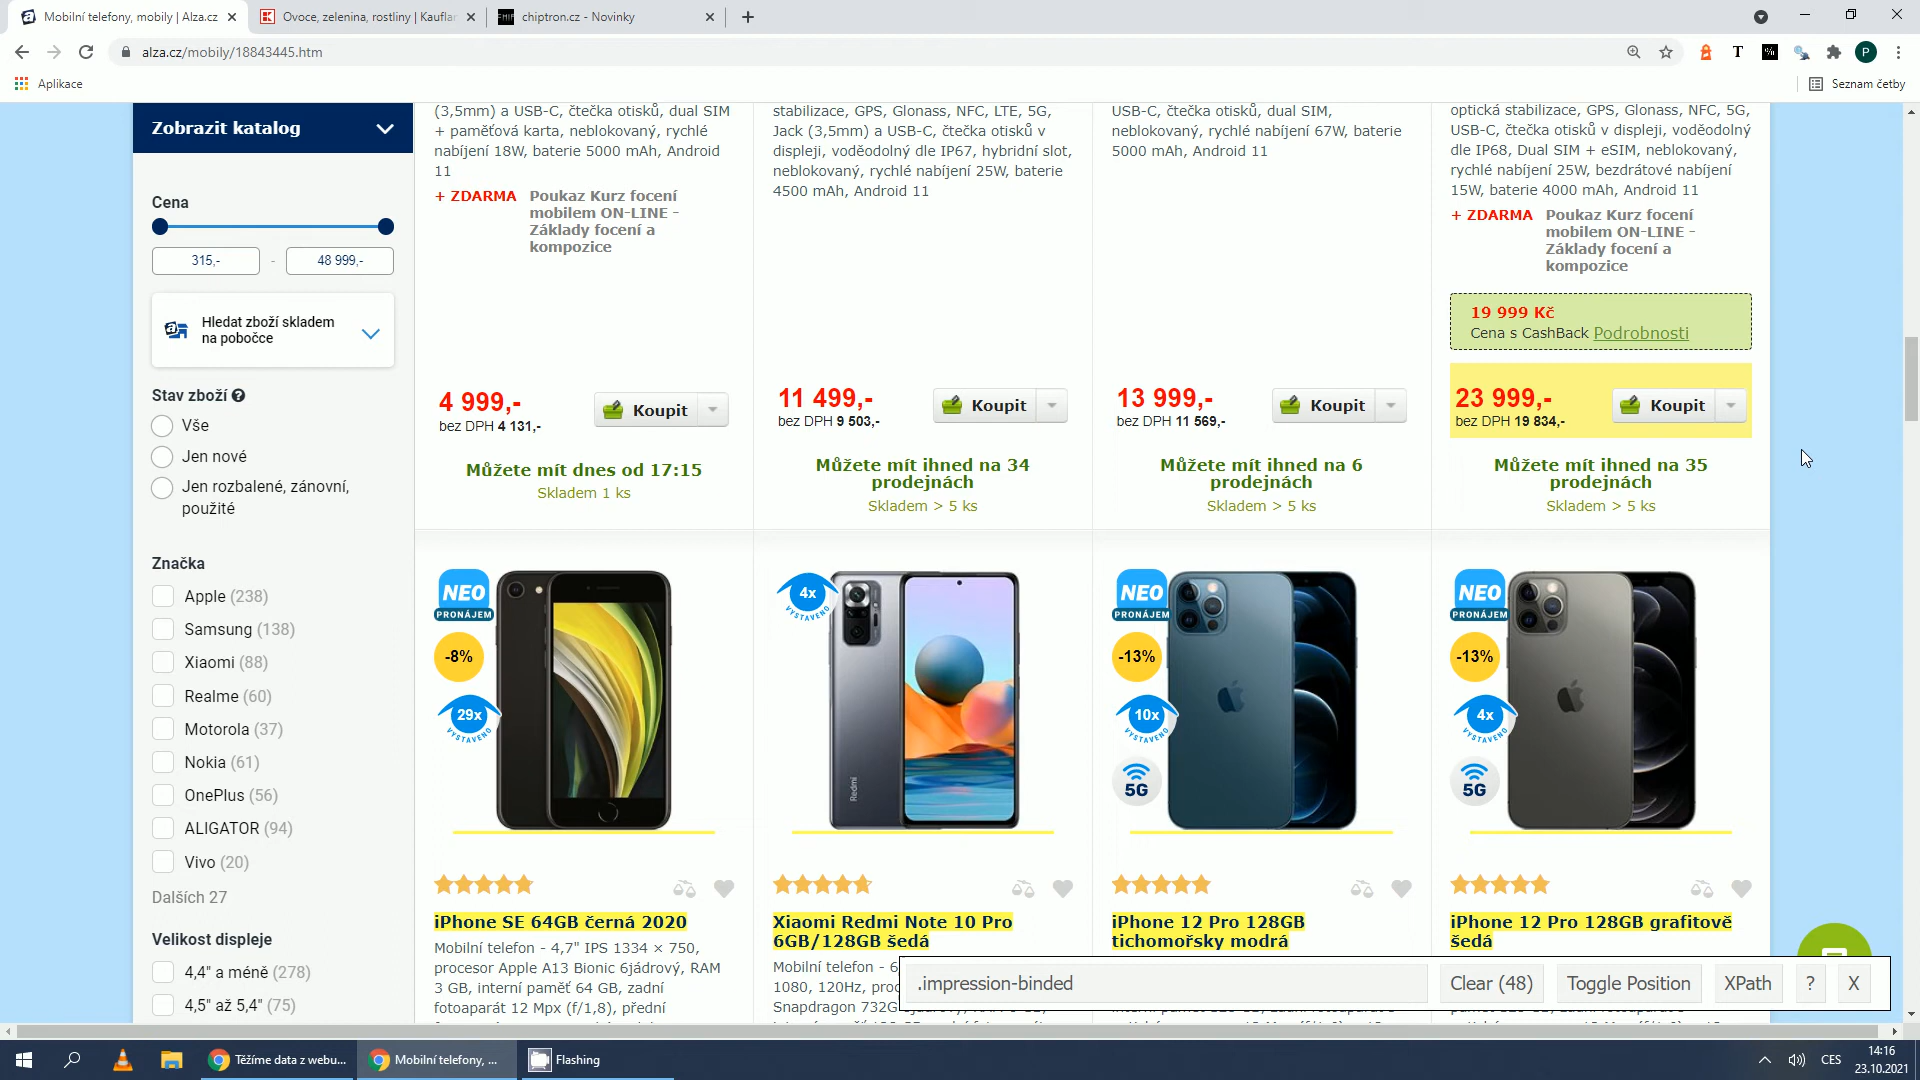 Mobilní telefony, mobily | Alza.cz
Ovoce, zelenina, rostliny | Kauflan
chiptron.cz - Novinky
alza.cz/mobily/18843445.htm
T
P
Aplikace
Seznam četby
Zobrazit katalog
Cena
315,-
-
48 999,-
Hledat zboží skladem
na pobočce
Stav zboží ?
Vše
Jen nové
Jen rozbalené, zánovní,
použité
Značka
Apple (238)
Samsung (138)
Xiaomi (88)
Realme (60)
Motorola (37)
Nokia (61)
OnePlus (56)
ALIGATOR (94)
Vivo (20)
Dalších 27
Velikost displeje
4,4" a méně (278)
4,5" až 5,4" (75)
(3,5mm) a USB-C, čtečka otisků, dual SIM
+ paměťová karta, neblokovaný, rychlé
nabíjení 18W, baterie 5000 mAh, Android
11
+ ZDARMA
Poukaz Kurz focení
mobilem ON-LINE -
Základy focení a
kompozice
4 999,-
bez DPH 4 131,-
Koupit
Můžete mít dnes od 17:15
Skladem 1 ks
stabilizace, GPS, Glonass, NFC, LTE, 5G,
Jack (3,5mm) a USB-C, čtečka otisků v
displeji, voděodolný dle IP67, hybridní slot,
neblokovaný, rychlé nabíjení 25W, baterie
4500 mAh, Android 11
11 499,-
bez DPH 9 503,-
Koupit
Můžete mít ihned na 34
prodejnách
Skladem > 5 ks
USB-C, čtečka otisků, dual SIM,
neblokovaný, rychlé nabíjení 67W, baterie
5000 mAh, Android 11
13 999,-
bez DPH 11 569,-
Koupit
Můžete mít ihned na 6
prodejnách
Skladem > 5 ks
optická stabilizace, GPS, Glonass, NFC, 5G,
USB-C, čtečka otisků v displeji, voděodolný
dle IP68, Dual SIM + eSIM, neblokovaný,
rychlé nabíjení 25W, bezdrátové nabíjení
15W, baterie 4000 mAh, Android 11
+ ZDARMA
Poukaz Kurz focení
mobilem ON-LINE -
Základy focení a
kompozice
19 999 Kč
Cena s CashBack Podrobnosti
23 999,-
bez DPH 19 834,-
Koupit
Můžete mít ihned na 35
prodejnách
Skladem > 5 ks
NEO
PRONÁJEM
-8%
29x
VYSTAVENO
iPhone SE 64GB černá 2020
Mobilní telefon - 4,7" IPS 1334 × 750,
procesor Apple A13 Bionic 6jádrový, RAM
3 GB, interní paměť 64 GB, zadní
fotoaparát 12 Mpx (f/1,8), přední
4x
VYSTAVENO
Redmi
Xiaomi Redmi Note 10 Pro
6GB/128GB šedá
Mobilní telefon - 6
1080, 120Hz, proc
Snapdragon 732G
NEO
PRONÁJEM
-13%
10x
VYSTAVENO
5G
iPhone 12 Pro 128GB
tichomořsky modrá
NEO
PRONÁJEM
-13%
4x
VYSTAVENO
5G
iPhone 12 Pro 128GB grafitově
šedá
.impression-binded
Clear (48)
Toggle Position
XPath
?
X
Těžíme data z webu...
Mobilní telefony, ...
Flashing
CES
14:16
23.10.2021